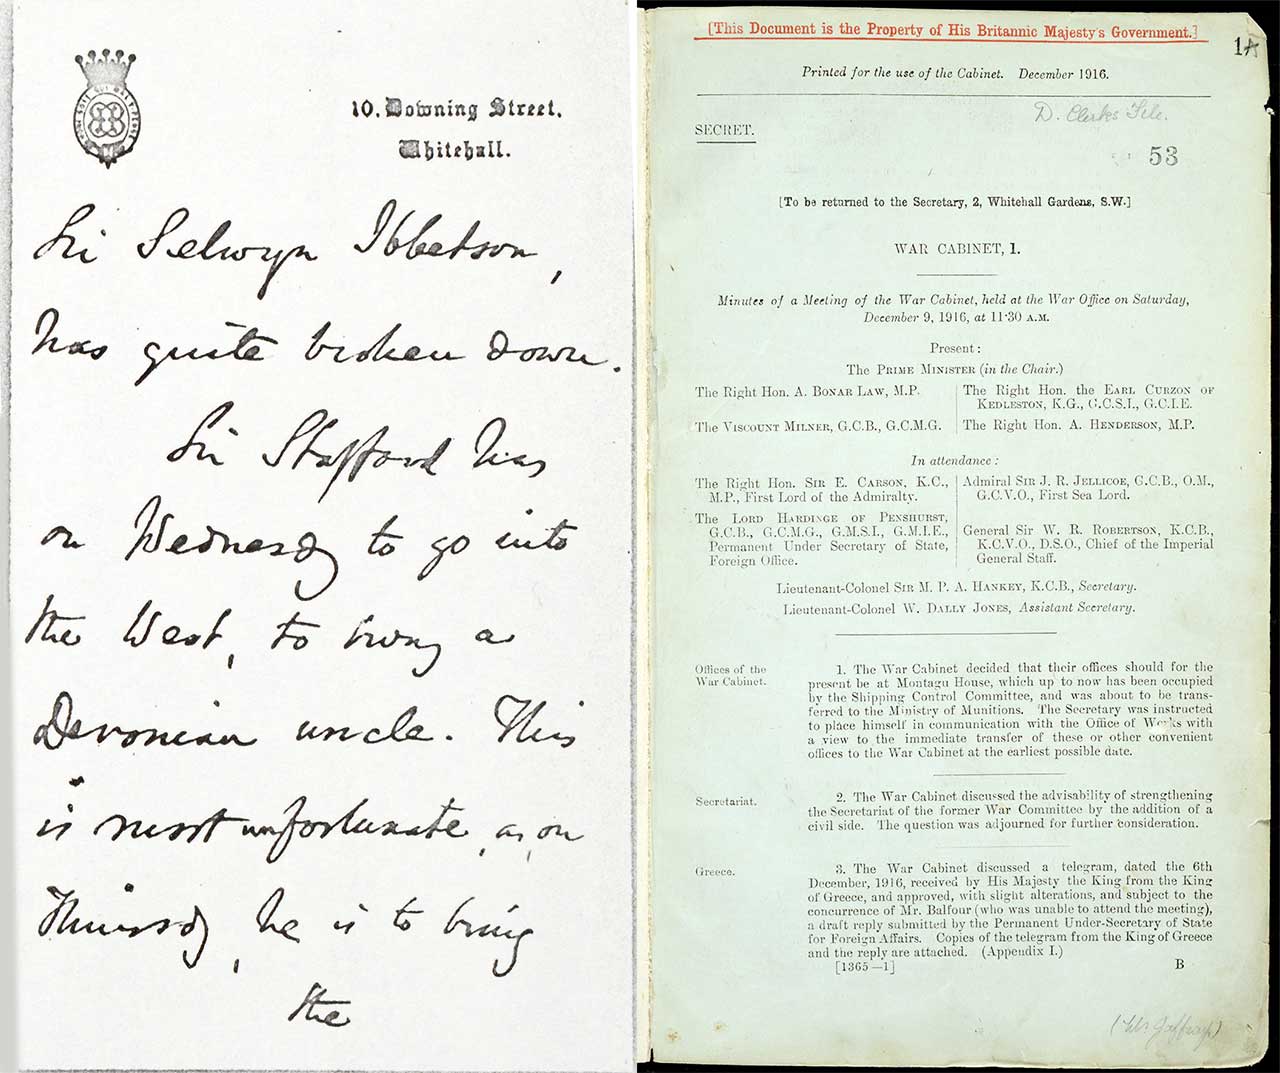 10. Downing Street,
Whitehall.
Sir Selwyn Ibbetson,
has quite broken down.
Sir Stafford has
on Wednesday to go into
the West, to bury a
Devonian uncle. This
is most unfortunate, as, on
Thursday, he is to bring
the
[This Document is the Property of His Britannic Majesty's Government.]
1A
Printed for the use of the Cabinet. December 1916.
D. Clerks File.
SECRET.
53
[To be returned to the Secretary, 2, Whitehall Gardens, S.W.]
WAR CABINET, 1.
Minutes of a Meeting of the War Cabinet, held at the War Office on Saturday,
December 9, 1916, at 11·30 A.M.
Present:
The PRIME MINISTER (in the Chair.)
The Right Hon. A. BONAR LAW, M.P.
The VISCOUNT MILNER, G.C.B., G.C.M.G.
The Right Hon. the EARL CURZON OF
KEDLESTON, K.G., G.C.S.I., G.C.I.E.
The Right Hon. A. HENDERSON, M.P.
In attendance:
The Right Hon. SIR E. CARSON, K.C.,
M.P., First Lord of the Admiralty.
The LORD HARDINGE OF PENSHURST,
G.C.B., G.C.M.G., G.M.S.I., G.M.I.E.,
Permanent Under Secretary of State,
Foreign Office.
Admiral SIR J. R. JELLICOE, G.C.B., O.M.,
G.C.V.O., First Sea Lord.
General Sir W. R. ROBERTSON, K.C.B.,
K.C.V.O., D.S.O., Chief of the Imperial
General Staff.
Lieutenant-Colonel SIR M. P. A. HANKEY, K.C.B., Secretary.
Lieutenant-Colonel W. DALLY JONES, Assistant Secretary.
Offices of the
War Cabinet.
1. The War Cabinet decided that their offices should for the
present be at Montagu House, which up to now has been occupied
by the Shipping Control Committee, and was about to be trans-
ferred to the Ministry of Munitions. The Secretary was instructed
to place himself in communication with the Office of Works with
a view to the immediate transfer of these or other convenient
offices to the War Cabinet at the earliest possible date.
Secretariat.
2. The War Cabinet discussed the advisability of strengthening
the Secretariat of the former War Committee by the addition of a
civil side. The question was adjourned for further consideration.
Greece.
3. The War Cabinet discussed a telegram, dated the 6th
December, 1916, received by His Majesty the King from the King
of Greece, and approved, with slight alterations, and subject to the
concurrence of Mr. Balfour (who was unable to attend the meeting),
a draft reply submitted by the Permanent Under-Secretary of State
for Foreign Affairs. Copies of the telegram from the King of Greece
and the reply are attached. (Appendix I.)
[1365—1]
B